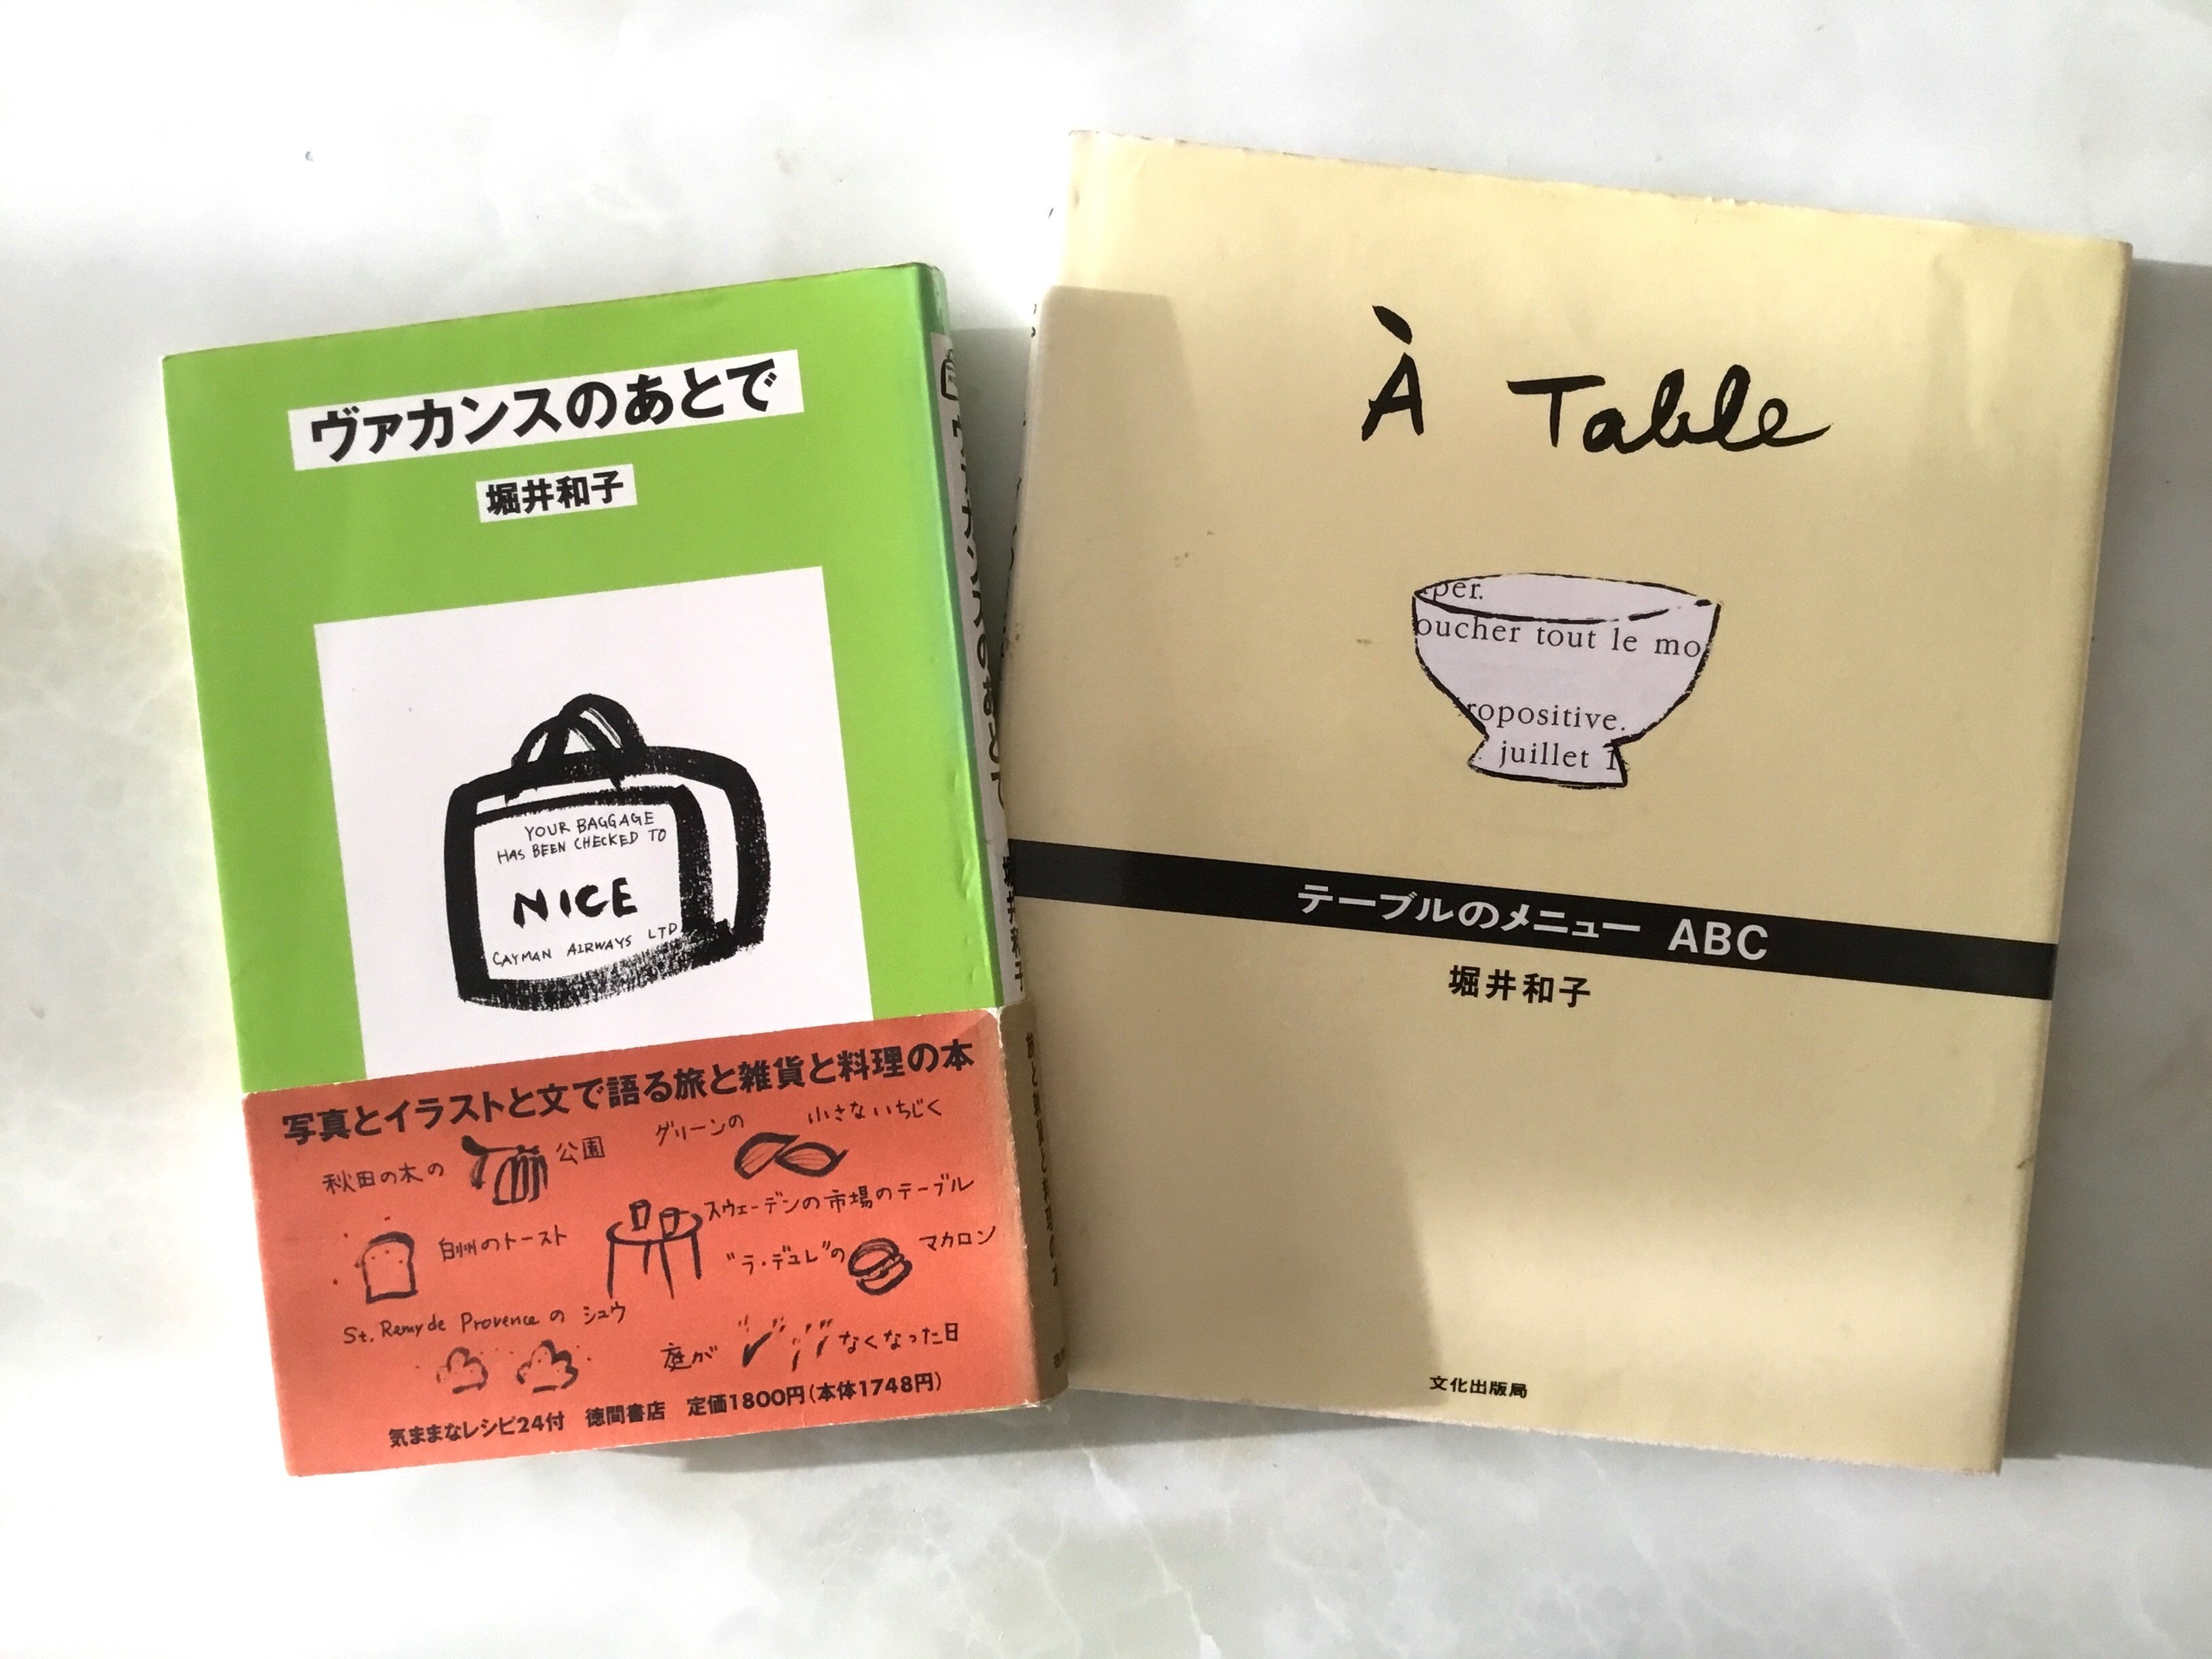 ヴァカンスのあとで
堀井和子
YOUR BAGGAGE
HAS BEEN CHECKED TO
NICE
CAYMAN AIRWAYS LTD
写真とイラストと文で語る旅と雑貨と料理の本
秋田の木の 公園
グリーンの 小さないちじく
白州のトースト
スウェーデンの市場のテーブル
“ラ・デュレ”の マカロン
St. Remy de Provence の シュウ
庭が なくなった日
気ままなレシピ24付 徳間書店 定価1800円(本体1748円)
À Table
per.
oucher tout le mo
ropositive.
juillet 1
テーブルのメニュー ABC
堀井和子
文化出版局